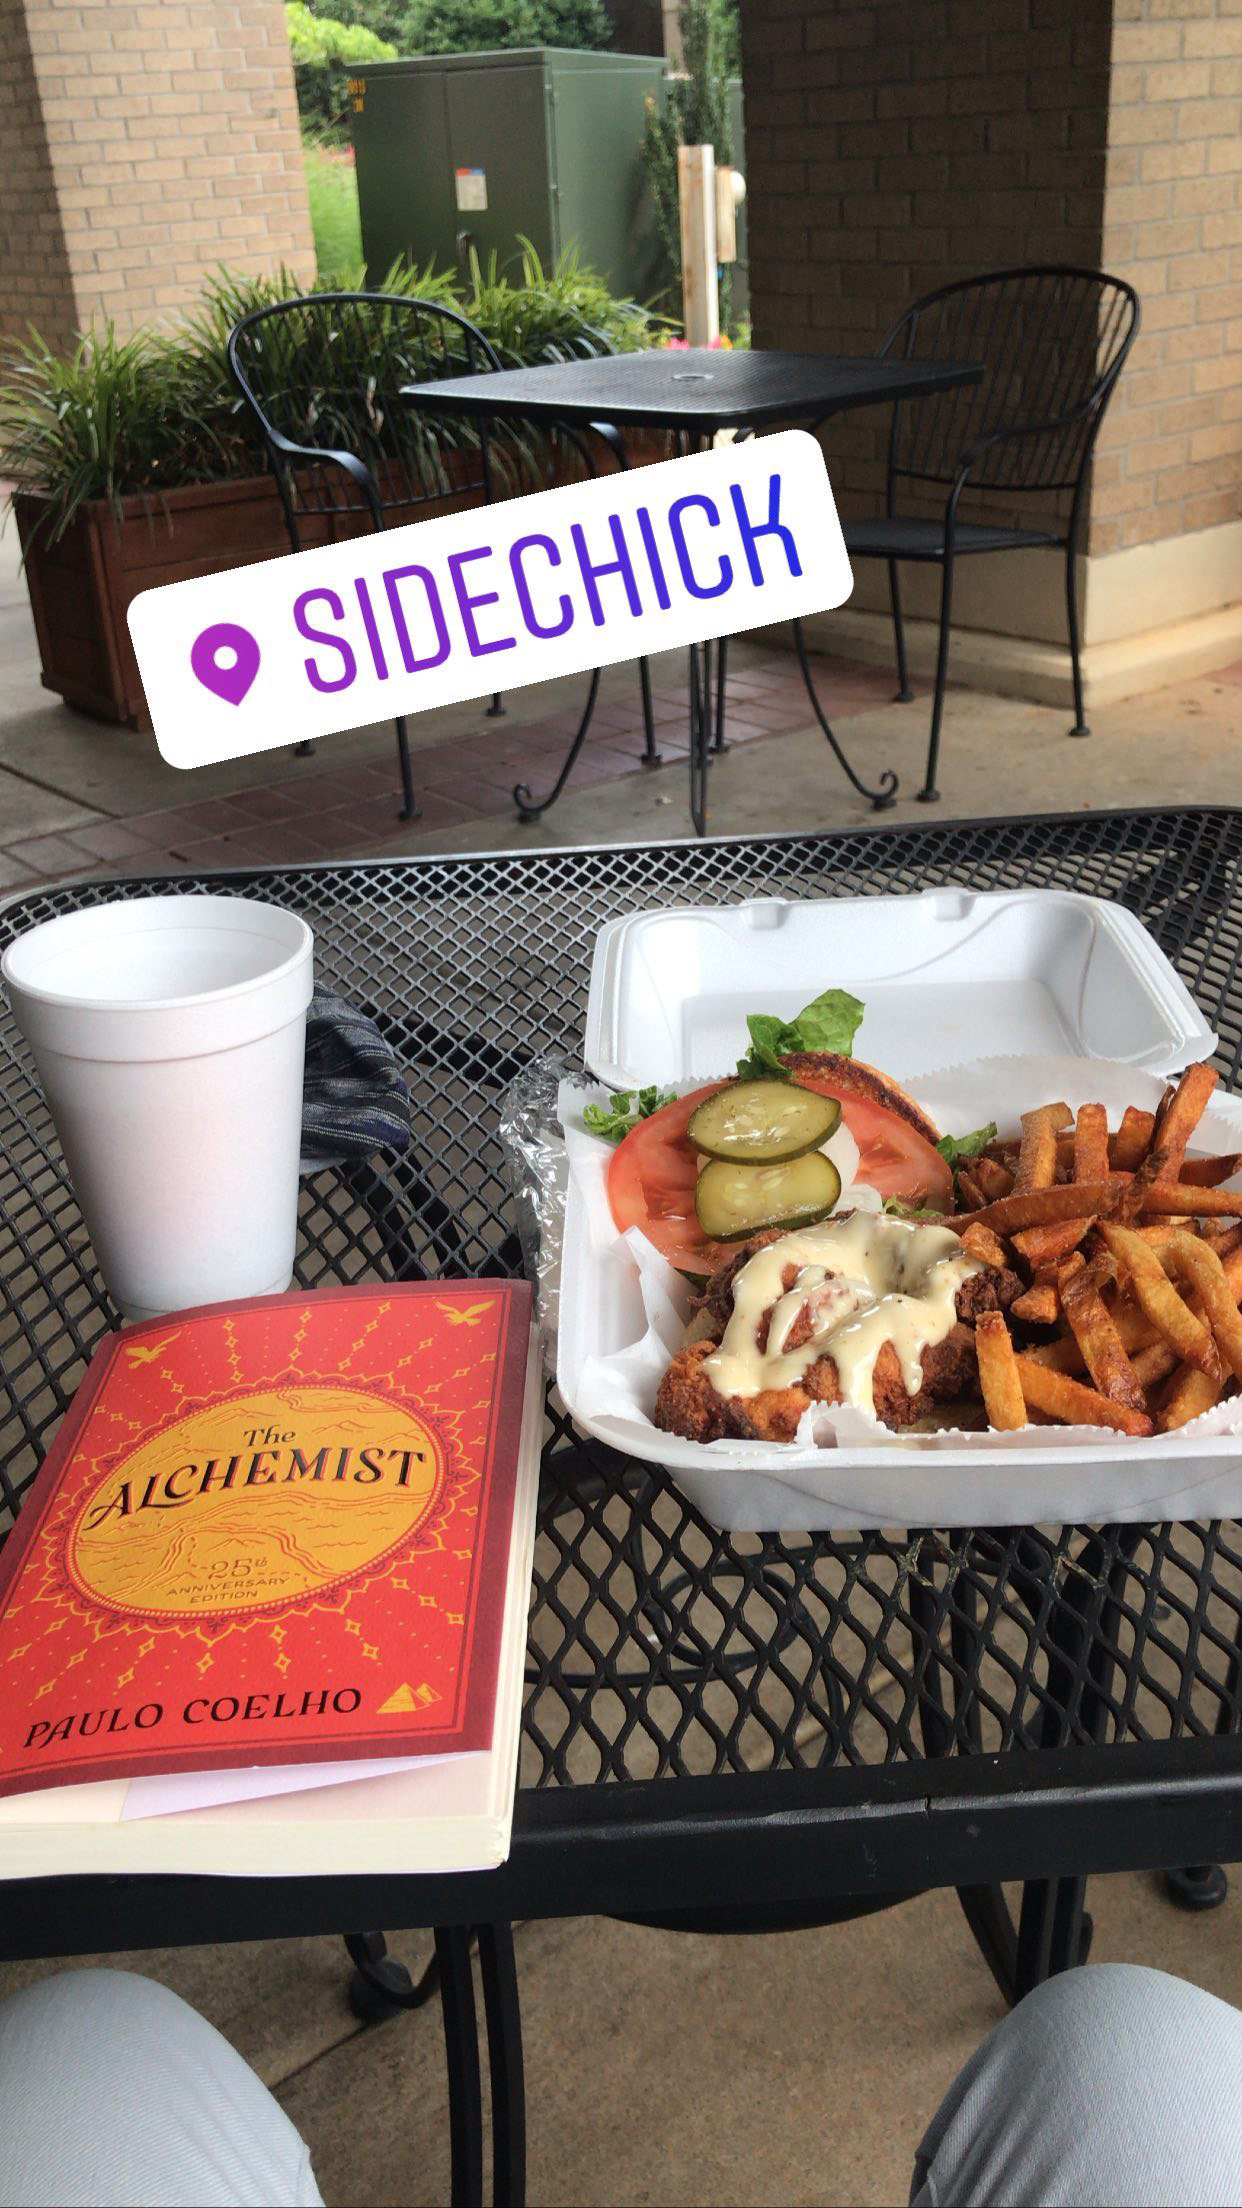 SIDECHICK
The
ALCHEMIST
25th
ANNIVERSARY
EDITION
PAULO COELHO